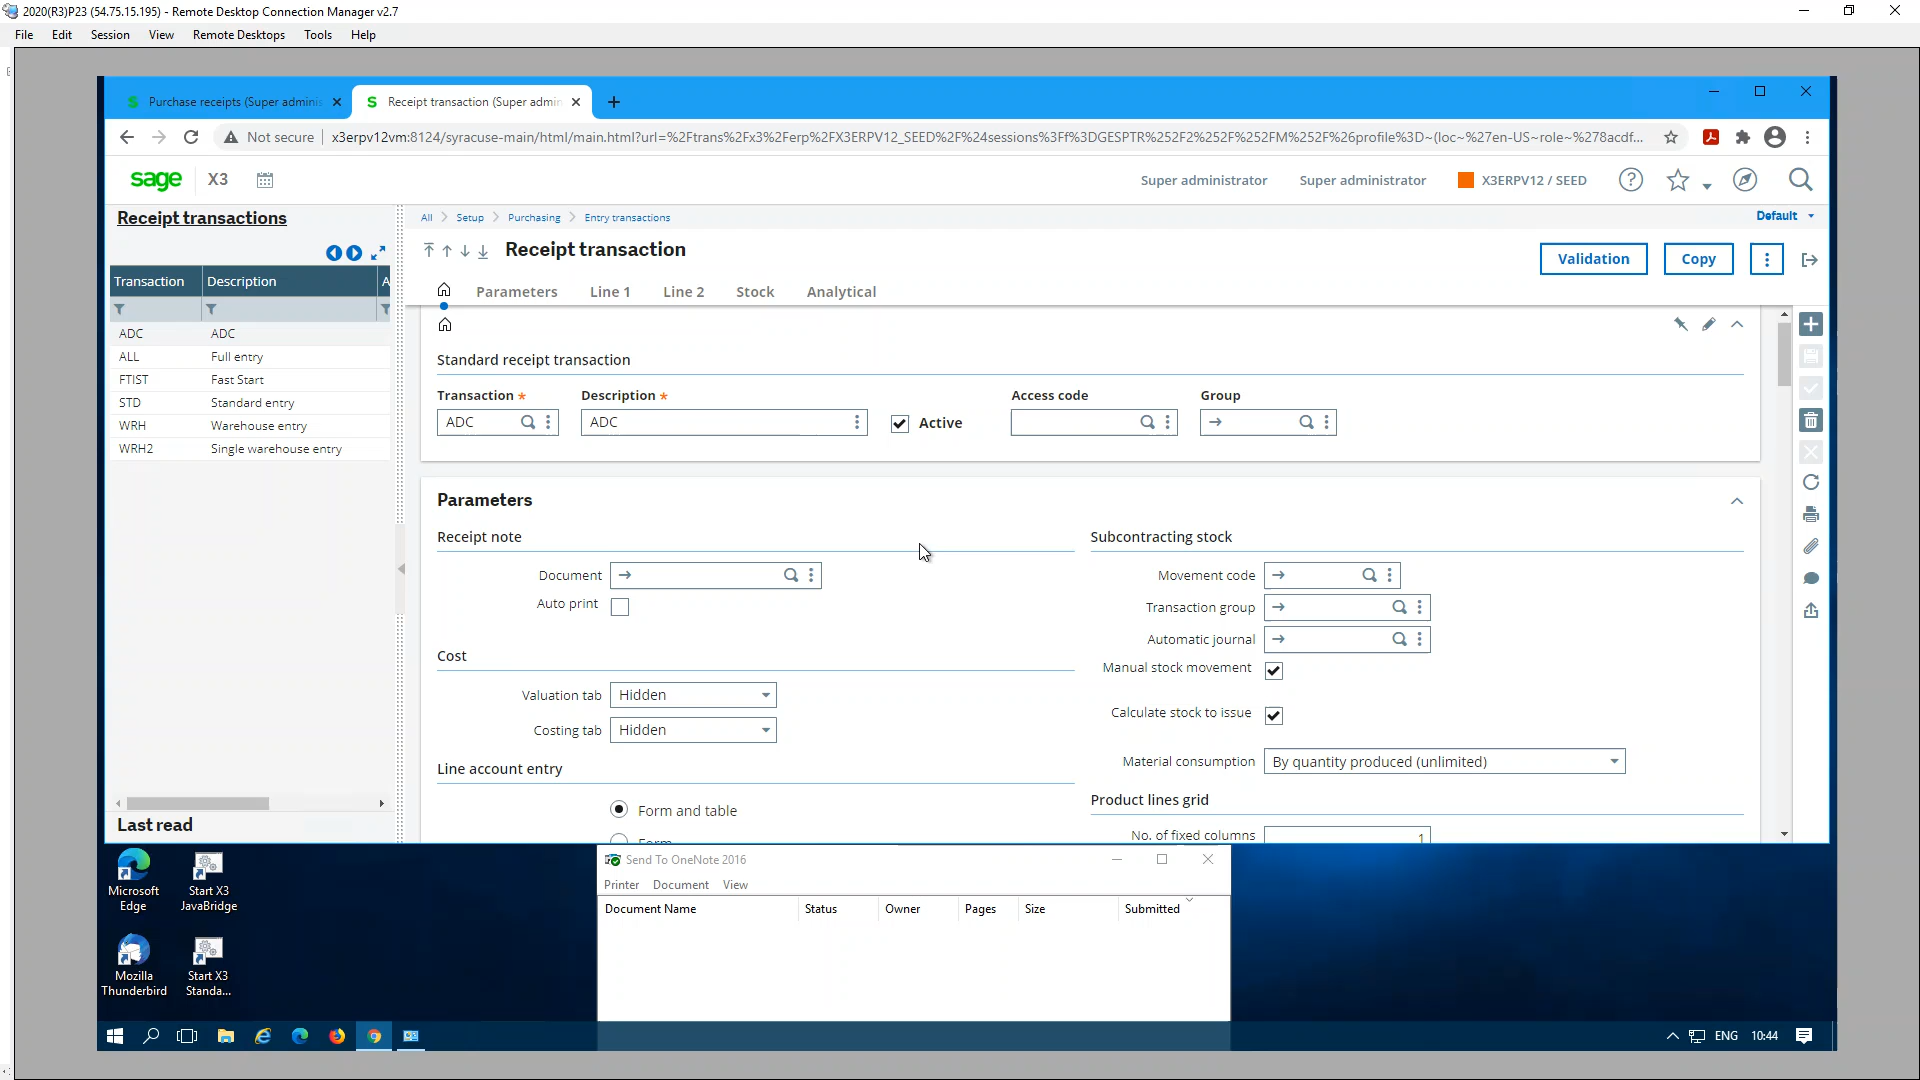 2020(R3)P23 (54.75.15.195) - Remote Desktop Connection Manager v2.7
File Edit Session View Remote Desktops Tools Help
Purchase receipts (Super adminis
Receipt transaction (Super admin
Not secure | x3erpv12vm:8124/syracuse-main/html/main.html?url=%2Ftrans%2Fx3%2Ferp%2FX3ERPV12_SEED%2F%24sessions%3Ff%3DGESPTR%252F2%252F%252FM%252F%26profile%3D~(loc~%27en-US~role~%278acdf...
sage X3
Super administrator Super administrator X3ERPV12 / SEED
Receipt transactions
All Setup Purchasing Entry transactions
Default
Receipt transaction
Validation Copy
Transaction Description A
Parameters Line 1 Line 2 Stock Analytical
ADC ADC
ALL Full entry
FTIST Fast Start
STD Standard entry
WRH Warehouse entry
WRH2 Single warehouse entry
Last read
Standard receipt transaction
Transaction * Description * Access code Group
ADC ADC Active
Parameters
Receipt note
Document
Auto print
Cost
Valuation tab Hidden
Costing tab Hidden
Line account entry
Form and table
Form
Subcontracting stock
Movement code
Transaction group
Automatic journal
Manual stock movement
Calculate stock to issue
Material consumption By quantity produced (unlimited)
Product lines grid
No. of fixed columns 1
Microsoft Edge
Start X3 JavaBridge
Mozilla Thunderbird
Start X3 Standa...
Send To OneNote 2016
Printer Document View
Document Name Status Owner Pages Size Submitted
ENG 10:44